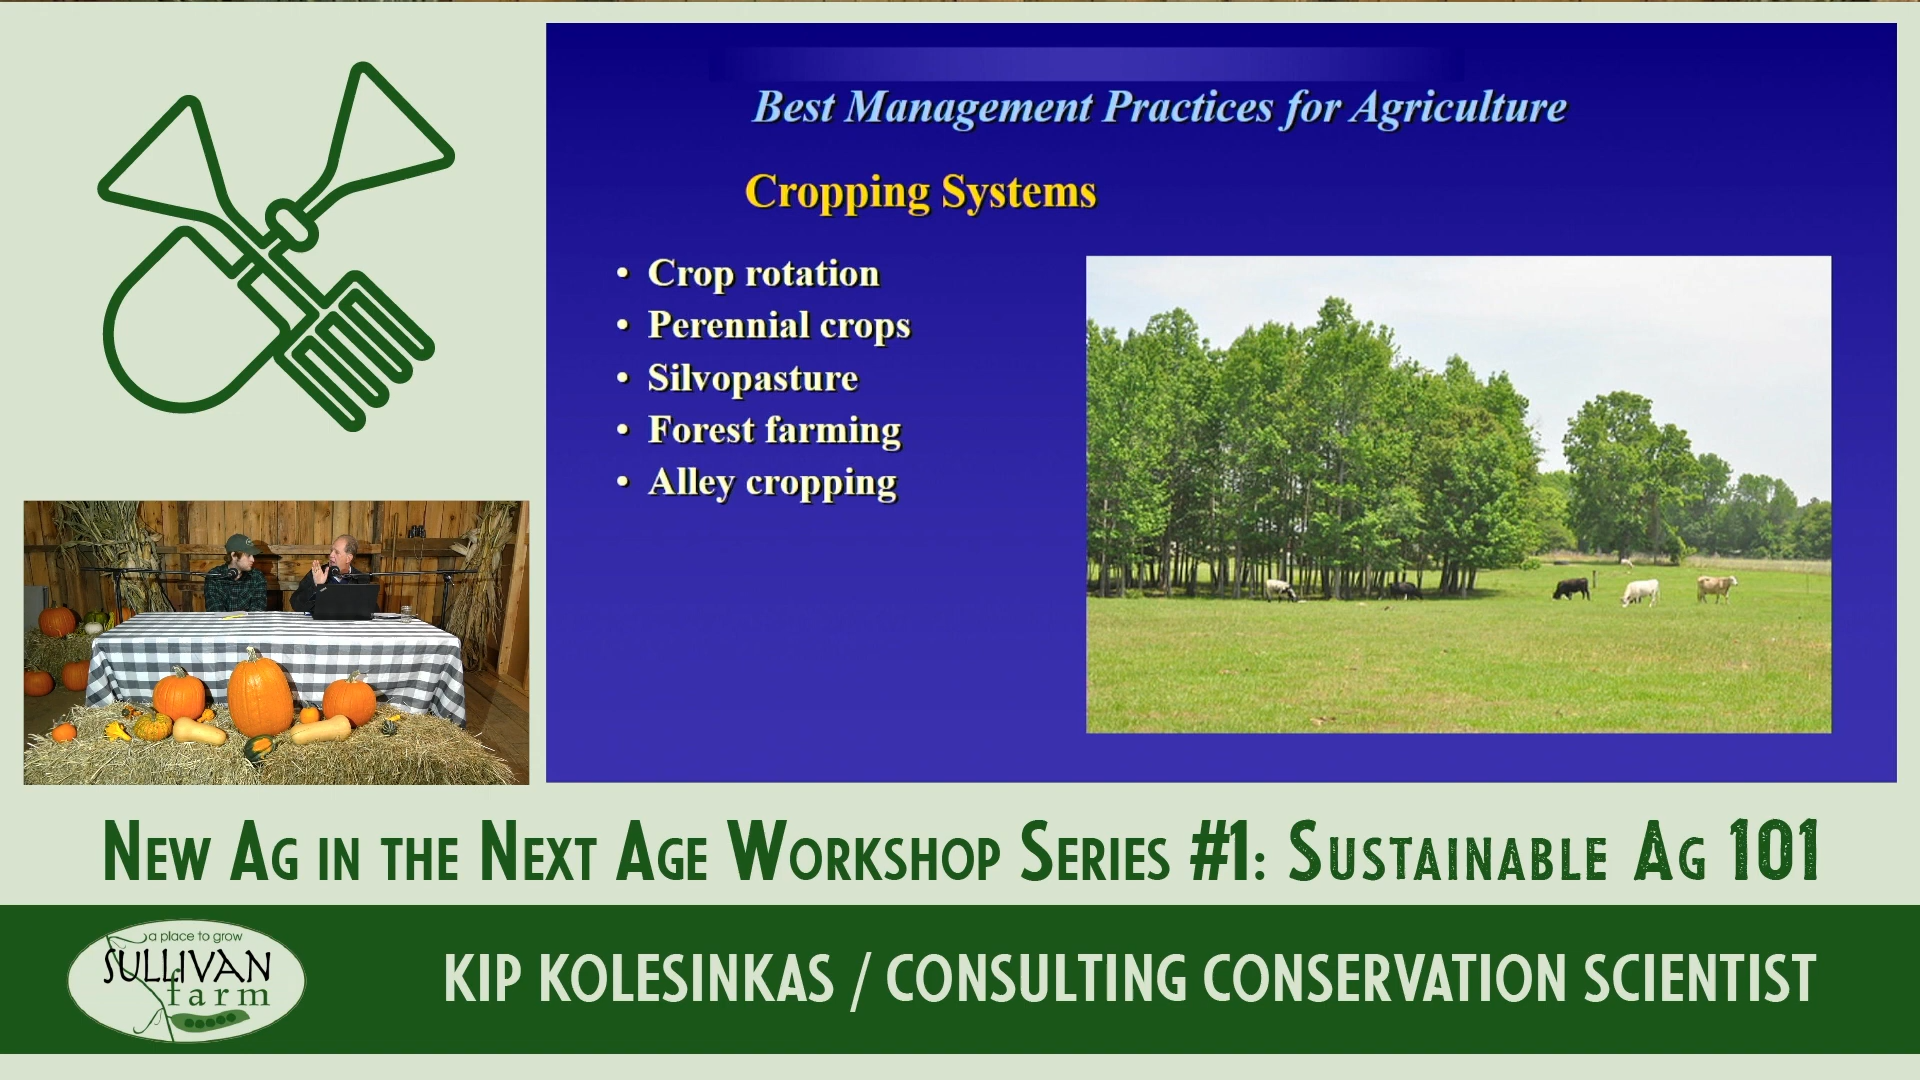 Best Management Practices for Agriculture
Cropping Systems
• Crop rotation
• Perennial crops
• Silvopasture
• Forest farming
• Alley cropping
New Ag in the Next Age Workshop Series #1: Sustainable Ag 101
a place to grow
SULLIVAN
farm
KIP KOLESINKAS / CONSULTING CONSERVATION SCIENTIST